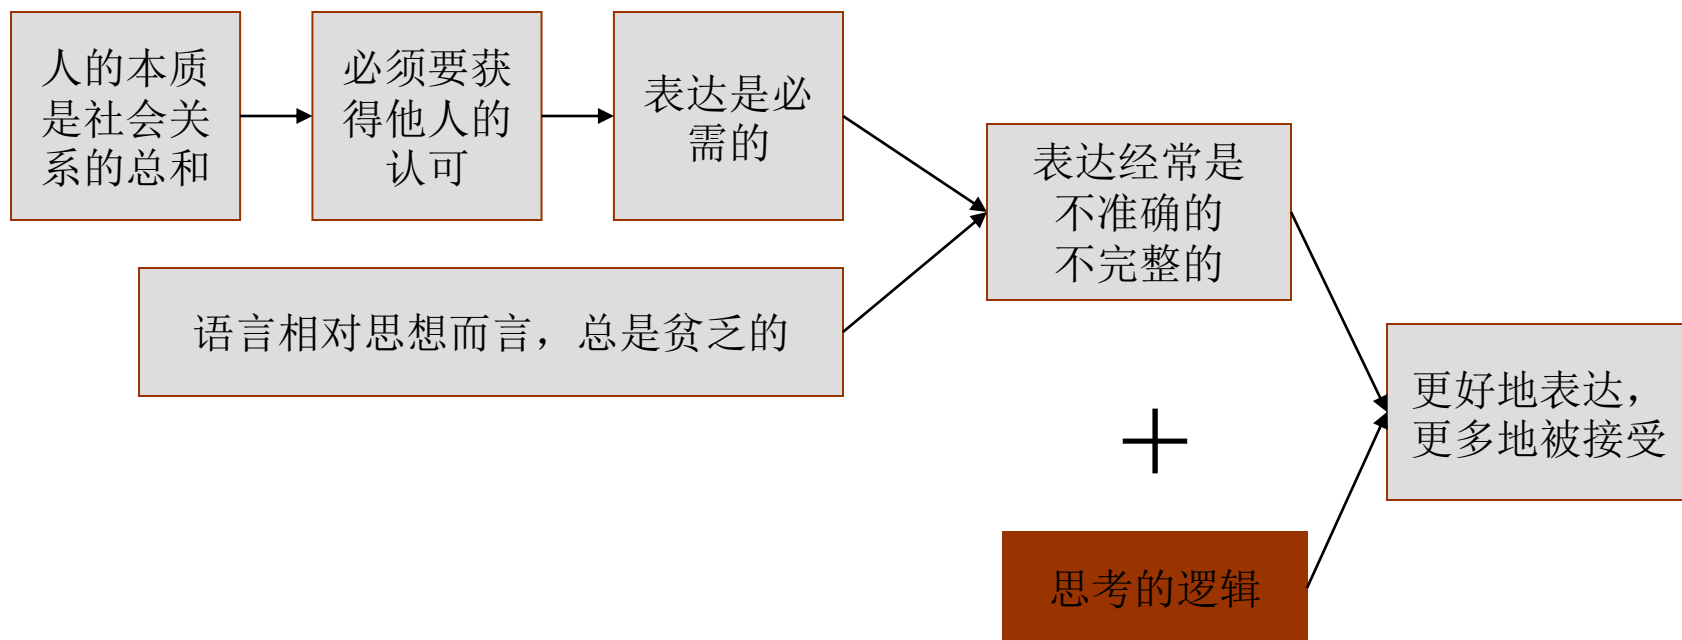 人的本质
是社会关
系的总和
必须要获
得他人的
认可
表达是必
需的
表达经常是
不准确的
不完整的
语言相对思想而言，总是贫乏的
更好地表达，
更多地被接受
+
思考的逻辑